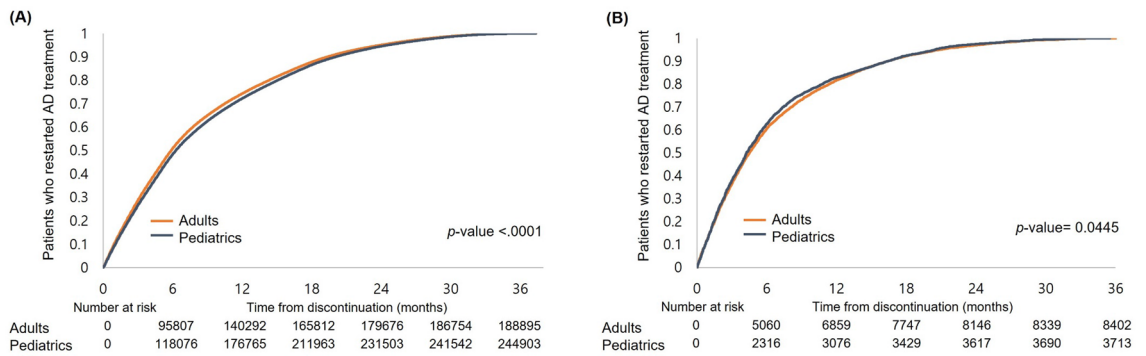 (A)
Patients who restarted AD treatment
1
0.9
0.8
0.7
0.6
0.5
0.4
0.3
0.2
0.1
0
Adults
Pediatrics
p-value <.0001
0 6 12 18 24 30 36
Number at risk Time from discontinuation (months)
Adults 0 95807 140292 165812 179676 186754 188895
Pediatrics 0 118076 176765 211963 231503 241542 244903
(B)
Patients who restarted AD treatment
1
0.9
0.8
0.7
0.6
0.5
0.4
0.3
0.2
0.1
0
Adults
Pediatrics
p-value= 0.0445
0 6 12 18 24 30 36
Number at risk Time from discontinuation (months)
Adults 0 5060 6859 7747 8146 8339 8402
Pediatrics 0 2316 3076 3429 3617 3690 3713